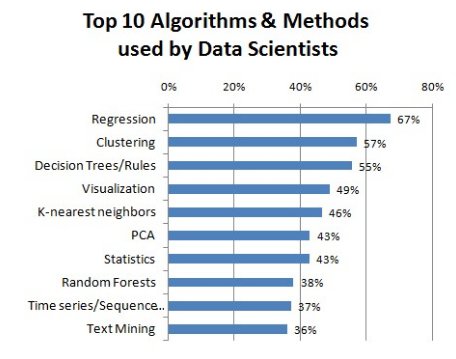 Top 10 Algorithms & Methods
used by Data Scientists
0% 20% 40% 60% 80%
Regression 67%
Clustering 57%
Decision Trees/Rules 55%
Visualization 49%
K-nearest neighbors 46%
PCA 43%
Statistics 43%
Random Forests 38%
Time series/Sequence... 37%
Text Mining 36%